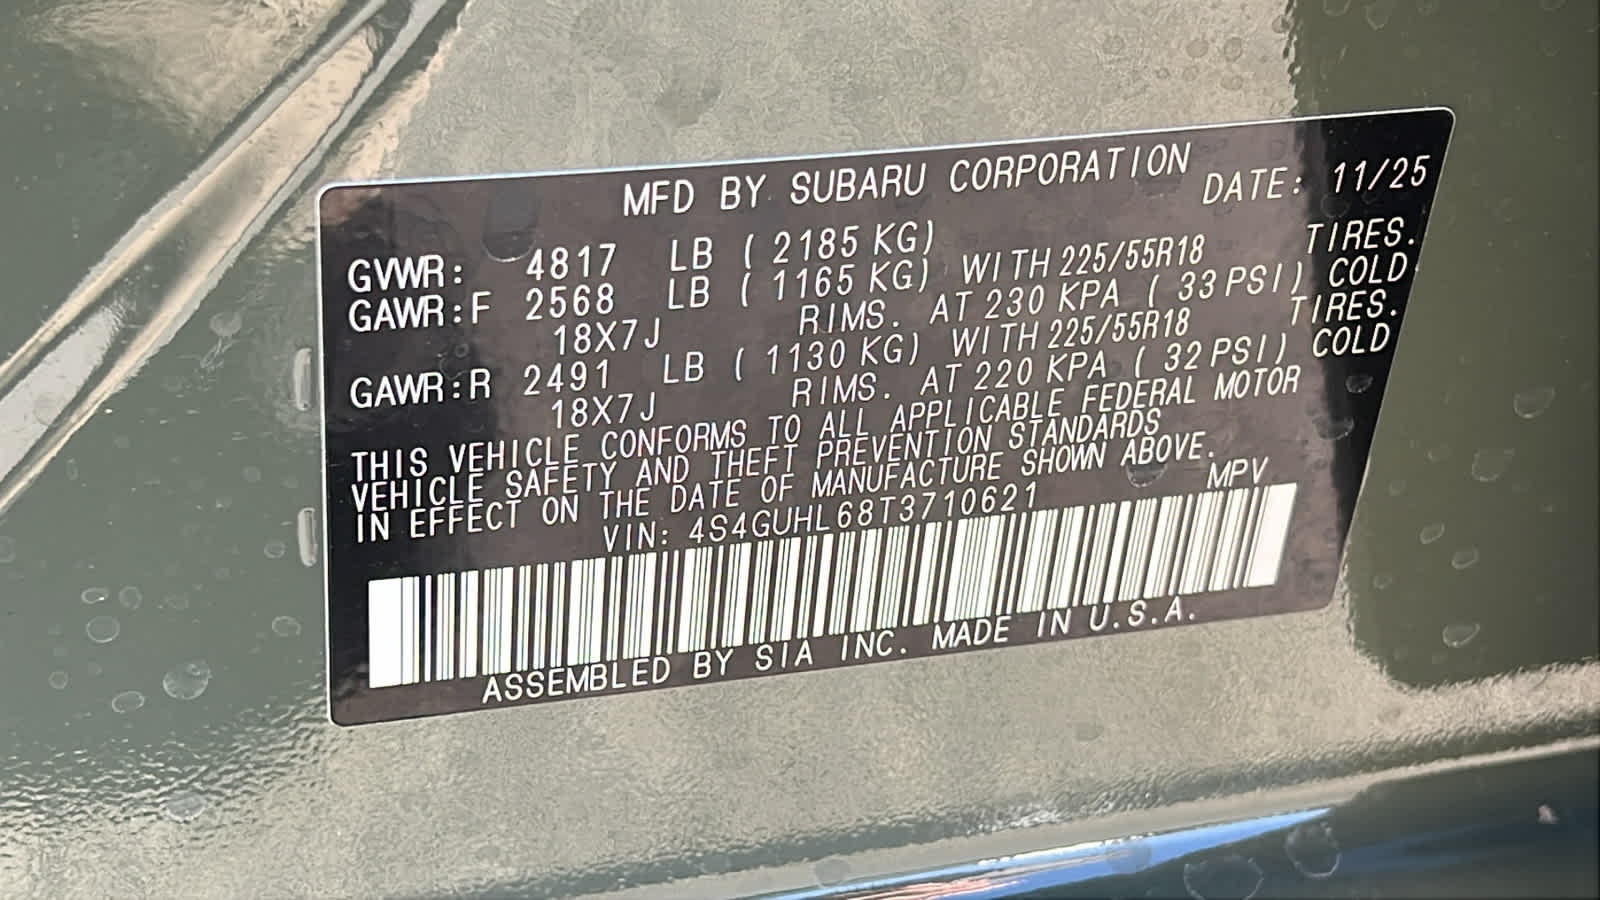 MFD BY SUBARU CORPORATION DATE: 11/25
GVWR: 4817 LB ( 2185 KG)
GAWR:F 2568 LB ( 1165 KG) WITH 225/55R18 TIRES.
18X7J RIMS. AT 230 KPA ( 33 PSI) COLD
GAWR:R 2491 LB ( 1130 KG) WITH 225/55R18 TIRES.
18X7J RIMS. AT 220 KPA ( 32 PSI) COLD
THIS VEHICLE CONFORMS TO ALL APPLICABLE FEDERAL MOTOR
VEHICLE SAFETY AND THEFT PREVENTION STANDARDS
IN EFFECT ON THE DATE OF MANUFACTURE SHOWN ABOVE.
VIN: 4S4GUHL68T3710621 MPV
ASSEMBLED BY SIA INC. MADE IN U.S.A.